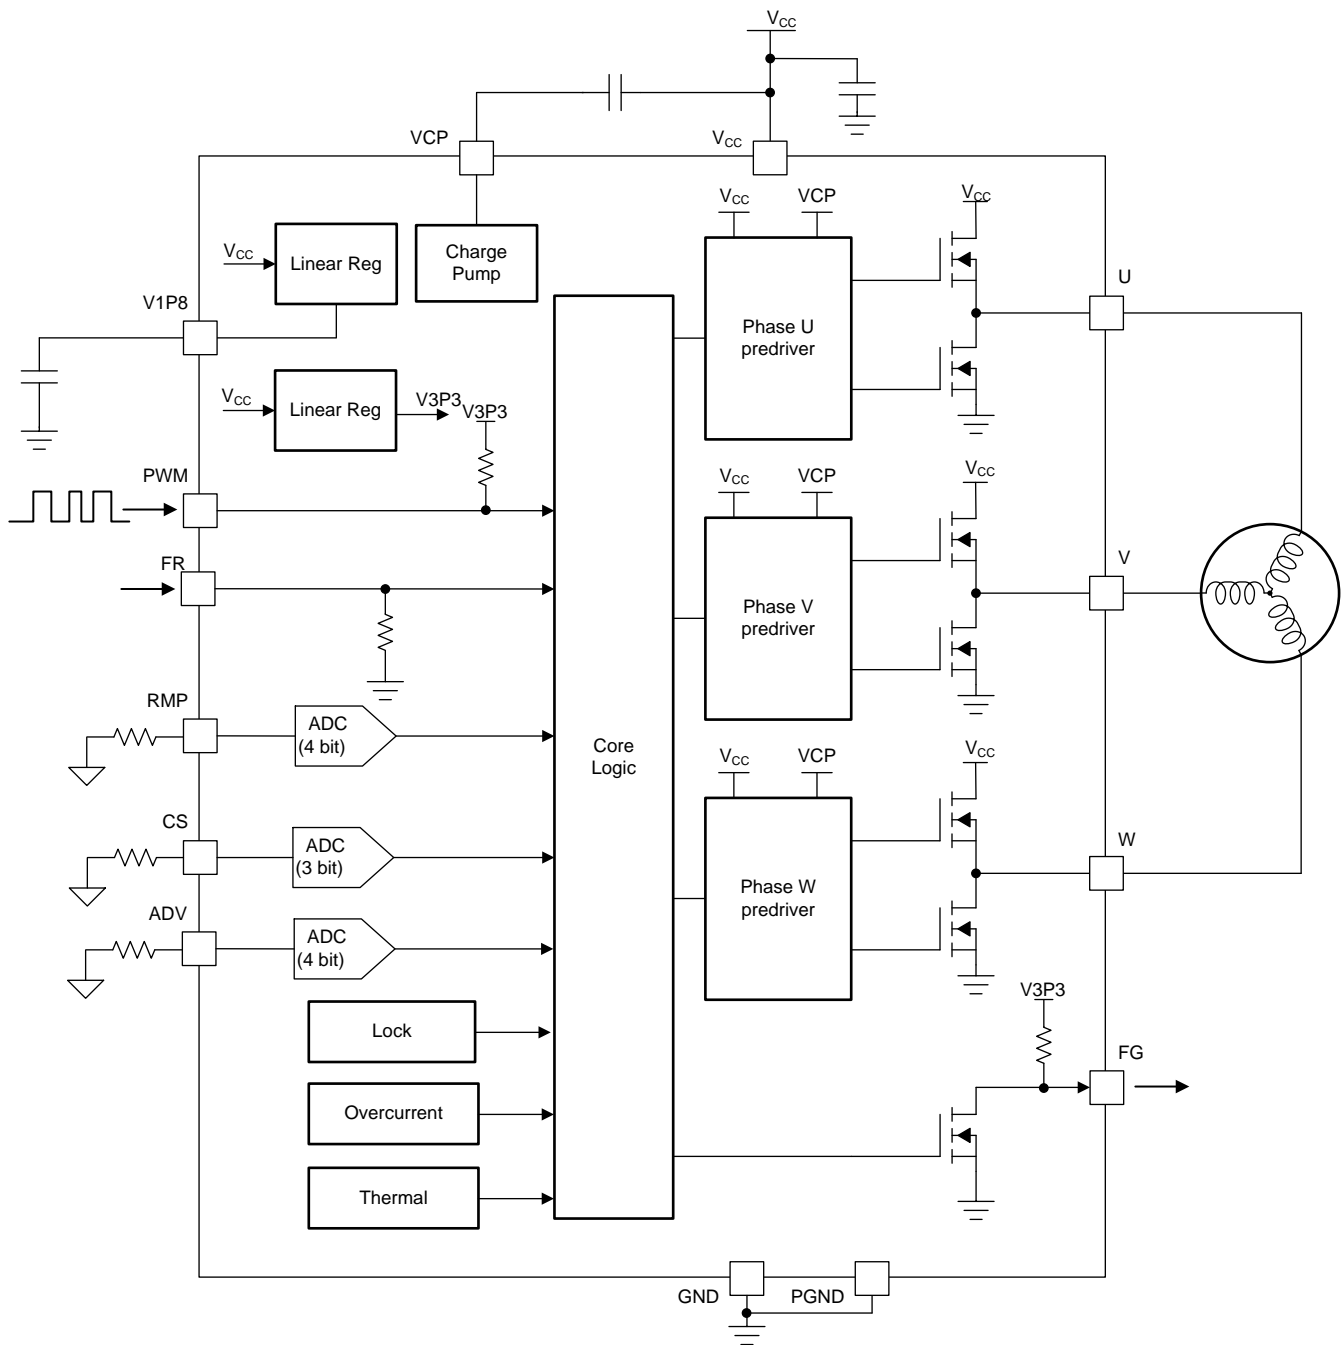 VCC
VCP
VCC
VCC
Linear Reg
Charge
Pump
VCC
VCP
VCC
V1P8
Phase U
predriver
U
VCC
Linear Reg
V3P3
V3P3
PWM
FR
VCC
VCP
VCC
Phase V
predriver
V
RMP
ADC
(4 bit)
Core
Logic
VCC
VCP
VCC
CS
ADC
(3 bit)
Phase W
predriver
W
ADV
ADC
(4 bit)
Lock
V3P3
FG
Overcurrent
Thermal
GND
PGND